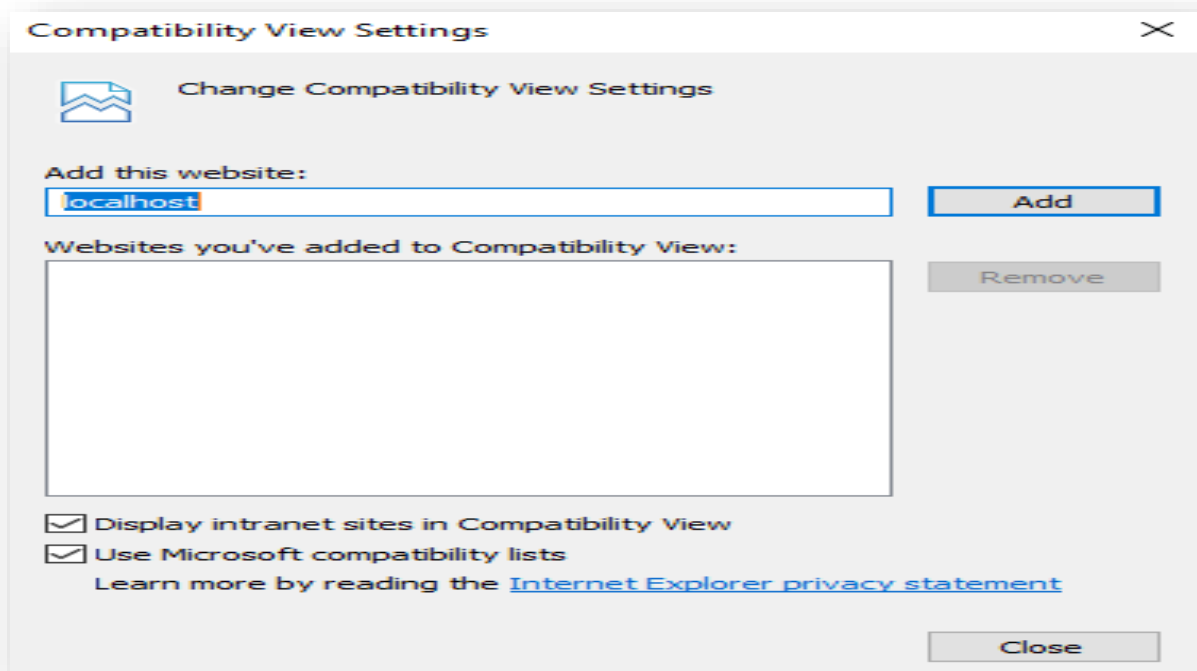 Compatibility View Settings
Change Compatibility View Settings
Add this website:
localhost
Add
Websites you've added to Compatibility View:
Remove
Display intranet sites in Compatibility View
Use Microsoft compatibility lists
Learn more by reading the Internet Explorer privacy statement
Close